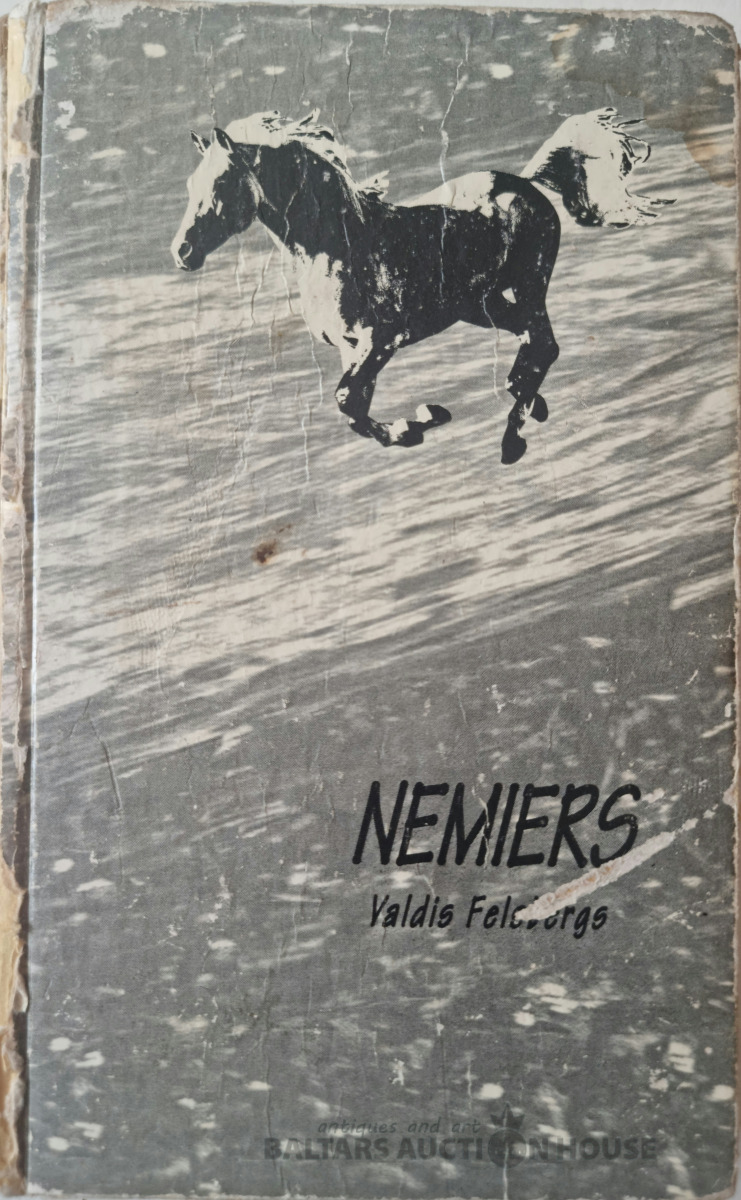 NEMIERS
Valdis Felsbergs
antiques and art
BALTARS AUCTION HOUSE